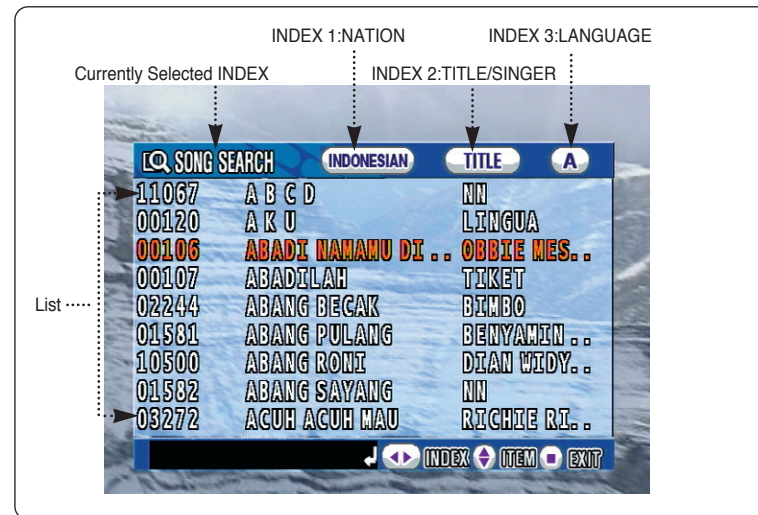 INDEX 1:NATION INDEX 3:LANGUAGE
Currently Selected INDEX INDEX 2:TITLE/SINGER
SONG SEARCH INDONESIAN TITLE A
11067 A B C D NN
00120 A K U LINGUA
00106 ABADI NAMAMU DI .. OBBIE MES..
00107 ABADILAH TIKET
List
02244 ABANG BECAK BIMBO
01581 ABANG PULANG BENYAMIN ..
10500 ABANG RONI DIAN WIDY..
01582 ABANG SAYANG NN
03272 ACUH ACUH MAU RICHIE RI..
INDEX ITEM EXIT